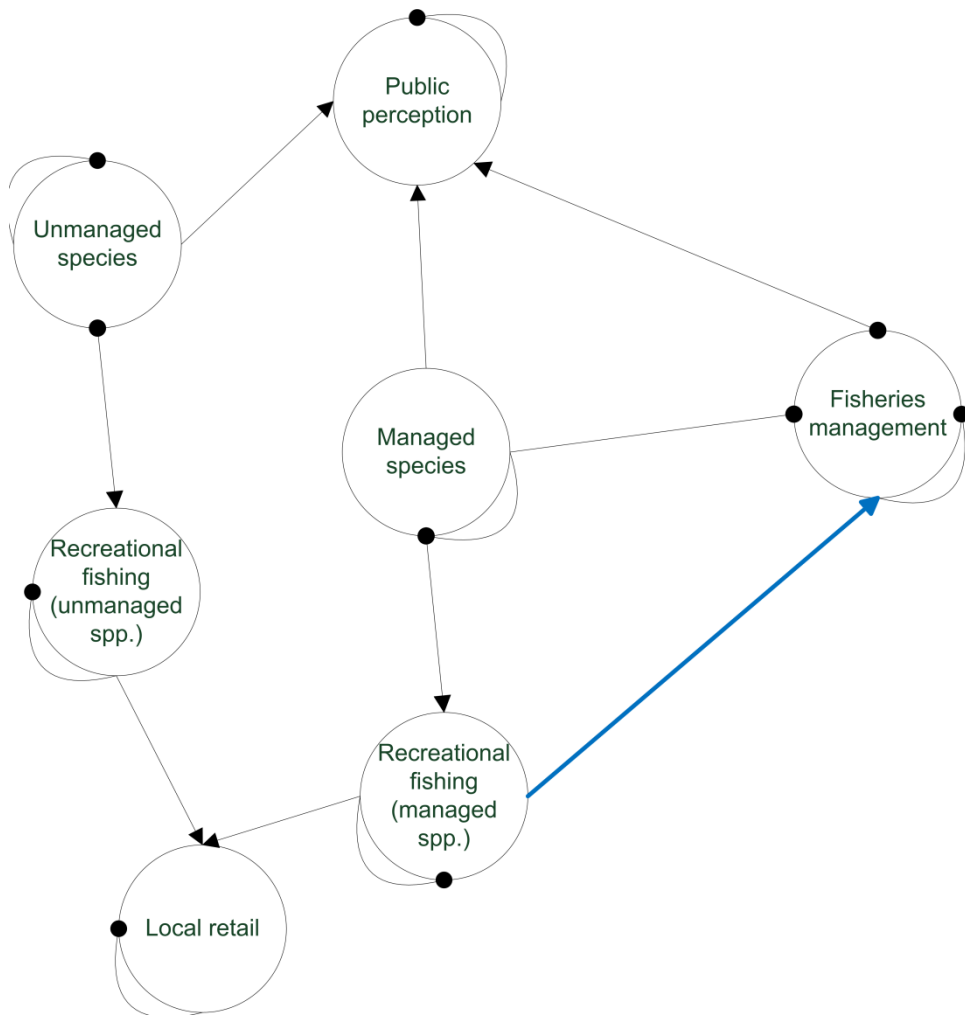 Public
perception
Unmanaged
species
Fisheries
management
Managed
species
Recreational
fishing
(unmanaged
spp.)
Recreational
fishing
(managed
spp.)
Local retail